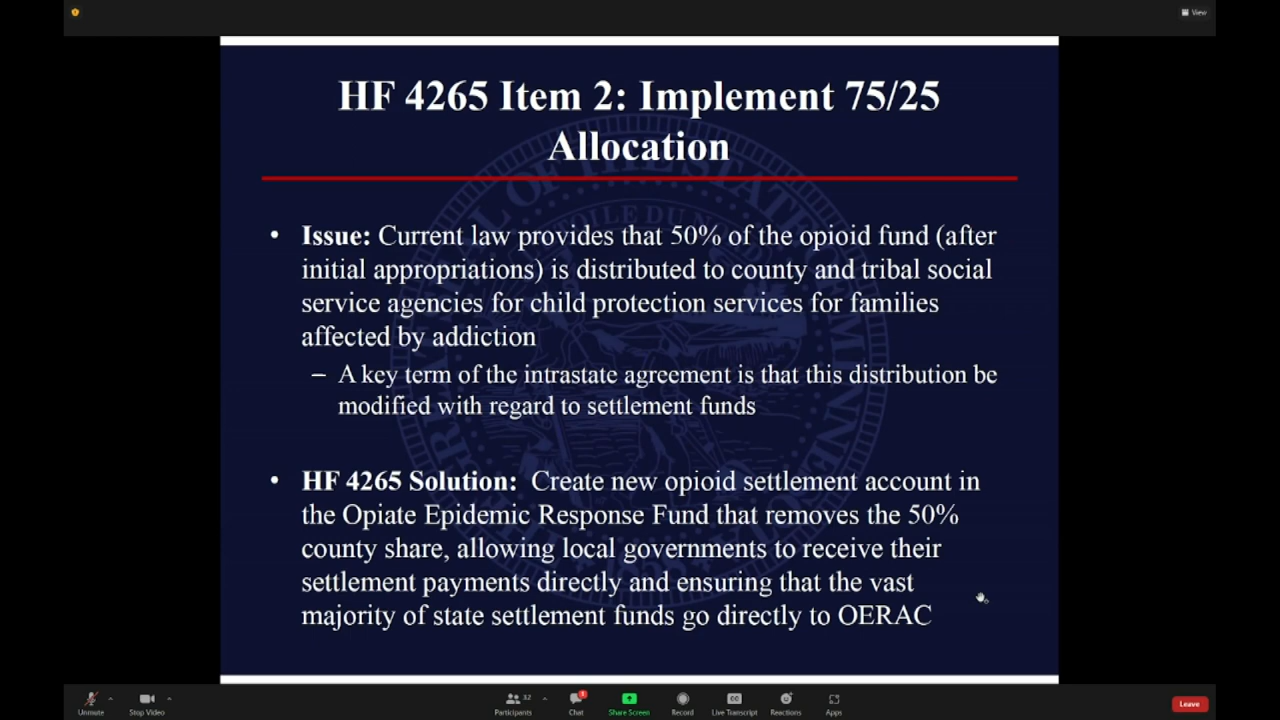 View
HF 4265 Item 2: Implement 75/25
Allocation
• Issue: Current law provides that 50% of the opioid fund (after
initial appropriations) is distributed to county and tribal social
service agencies for child protection services for families
affected by addiction
– A key term of the intrastate agreement is that this distribution be
modified with regard to settlement funds
• HF 4265 Solution: Create new opioid settlement account in
the Opiate Epidemic Response Fund that removes the 50%
county share, allowing local governments to receive their
settlement payments directly and ensuring that the vast
majority of state settlement funds go directly to OERAC
Unmute Stop Video Participants 32 Chat 1 Share Screen Record Live Transcript Reactions Apps Leave